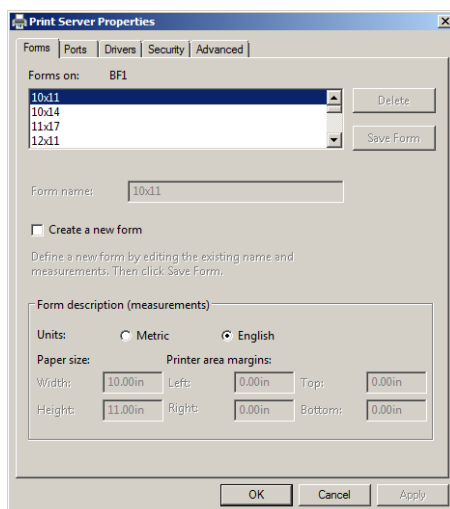 Print Server Properties
Forms Ports Drivers Security Advanced
Forms on: BF1
10x11
10x14
11x17
12x11
Delete
Save Form
Form name: 10x11
Create a new form
Define a new form by editing the existing name and
measurements. Then click Save Form.
Form description (measurements)
Units: Metric English
Paper size: Printer area margins:
Width: 10.00in Left: 0.00in Top: 0.00in
Height: 11.00in Right: 0.00in Bottom: 0.00in
OK Cancel Apply